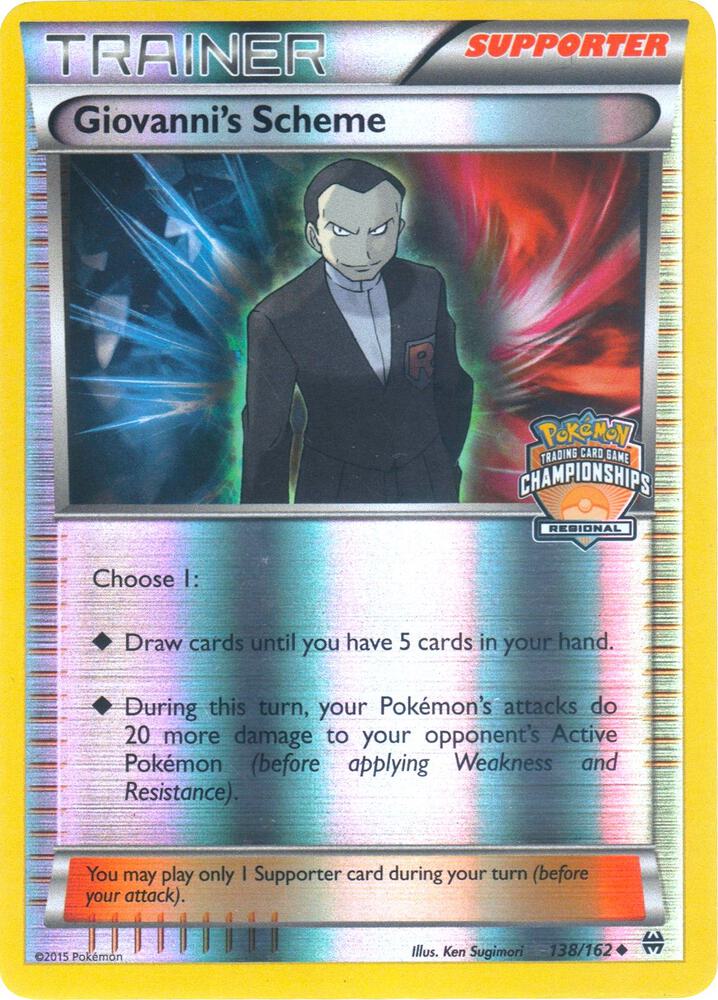 TRAINER
SUPPORTER
Giovanni's Scheme
R
Pokémon
TRADING CARD GAME
CHAMPIONSHIPS
REGIONAL
Choose 1:
◆ Draw cards until you have 5 cards in your hand.
◆ During this turn, your Pokémon's attacks do
20 more damage to your opponent's Active
Pokémon (before applying Weakness and
Resistance).
You may play only 1 Supporter card during your turn (before
your attack).
©2015 Pokémon
Illus. Ken Sugimori
138/162 ◆